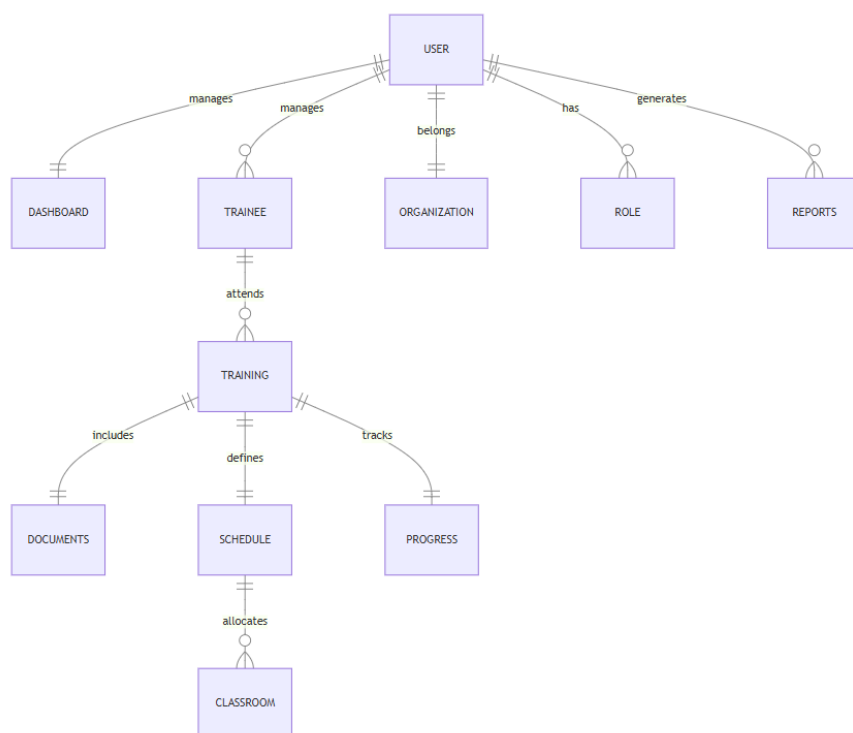 USER
manages
manages
belongs
has
generates
DASHBOARD
TRAINEE
ORGANIZATION
ROLE
REPORTS
attends
TRAINING
includes
defines
tracks
DOCUMENTS
SCHEDULE
PROGRESS
allocates
CLASSROOM